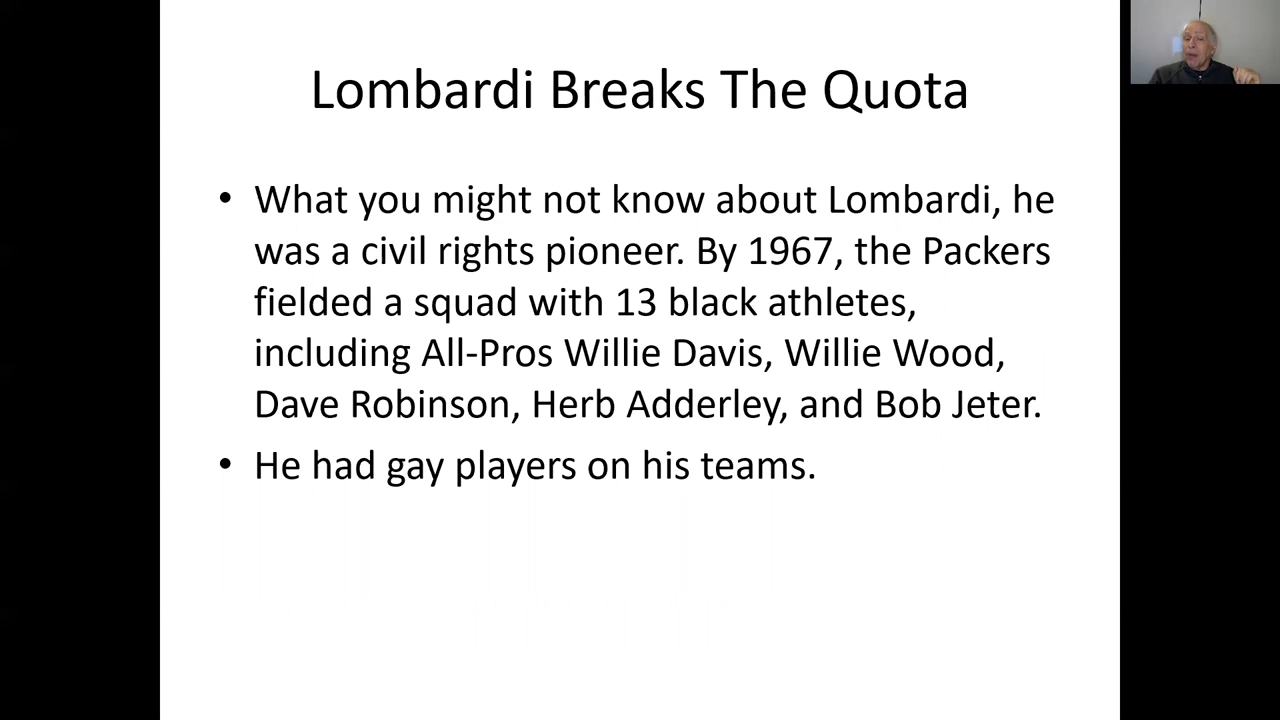 Lombardi Breaks The Quota
• What you might not know about Lombardi, he
was a civil rights pioneer. By 1967, the Packers
fielded a squad with 13 black athletes,
including All-Pros Willie Davis, Willie Wood,
Dave Robinson, Herb Adderley, and Bob Jeter.
• He had gay players on his teams.